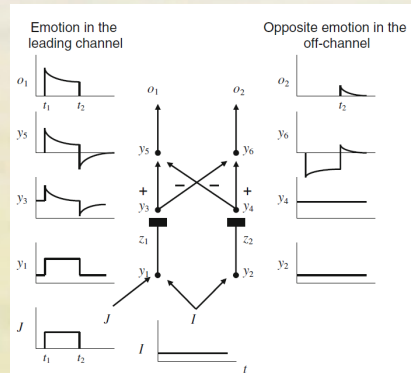 Emotion in the
leading channel
Opposite emotion in the
off-channel
o₁
t₁ t₂
o₁ o₂
o₂
t₂
y₅
y₅ y₆
y₆
+ − − +
y₃
y₃ y₄
y₄
z₁ z₂
y₁
y₁ y₂
y₂
J
t₁ t₂
J I
I
t